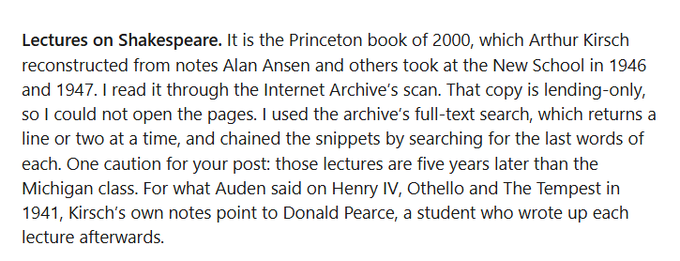 Lectures on Shakespeare. It is the Princeton book of 2000, which Arthur Kirsch
reconstructed from notes Alan Ansen and others took at the New School in 1946
and 1947. I read it through the Internet Archive’s scan. That copy is lending-only,
so I could not open the pages. I used the archive’s full-text search, which returns a
line or two at a time, and chained the snippets by searching for the last words of
each. One caution for your post: those lectures are five years later than the
Michigan class. For what Auden said on Henry IV, Othello and The Tempest in
1941, Kirsch’s own notes point to Donald Pearce, a student who wrote up each
lecture afterwards.